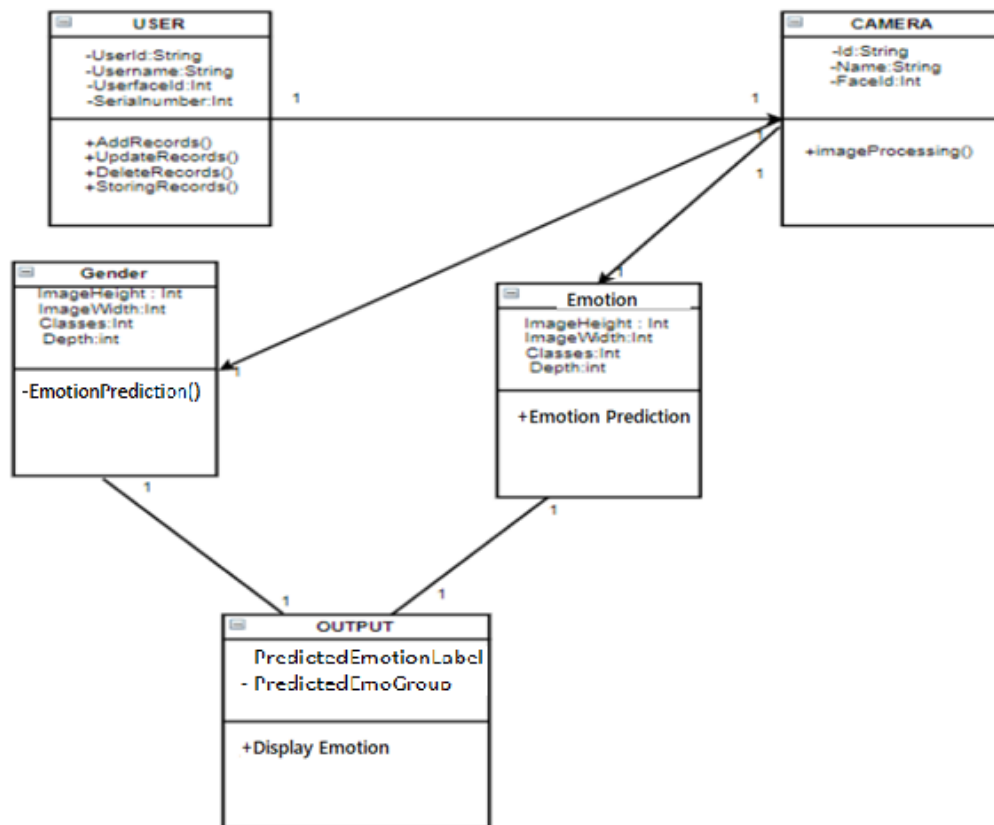 USER
-UserId:String
-Username:String
-UserfaceId:Int
-Serialnumber:Int
+AddRecords()
+UpdateRecords()
+DeleteRecords()
+StoringRecords()
1
1
CAMERA
-Id:String
-Name:String
-FaceId:Int
+imageProcessing()
1
1
Gender
ImageHeight : Int
ImageWidth:Int
Classes:Int
Depth:int
-EmotionPrediction()
1
1
Emotion
ImageHeight : Int
ImageWidth:Int
Classes:Int
Depth:int
+Emotion Prediction
1
1
1
1
OUTPUT
PredictedEmotionLabel
- PredictedEmoGroup
+Display Emotion